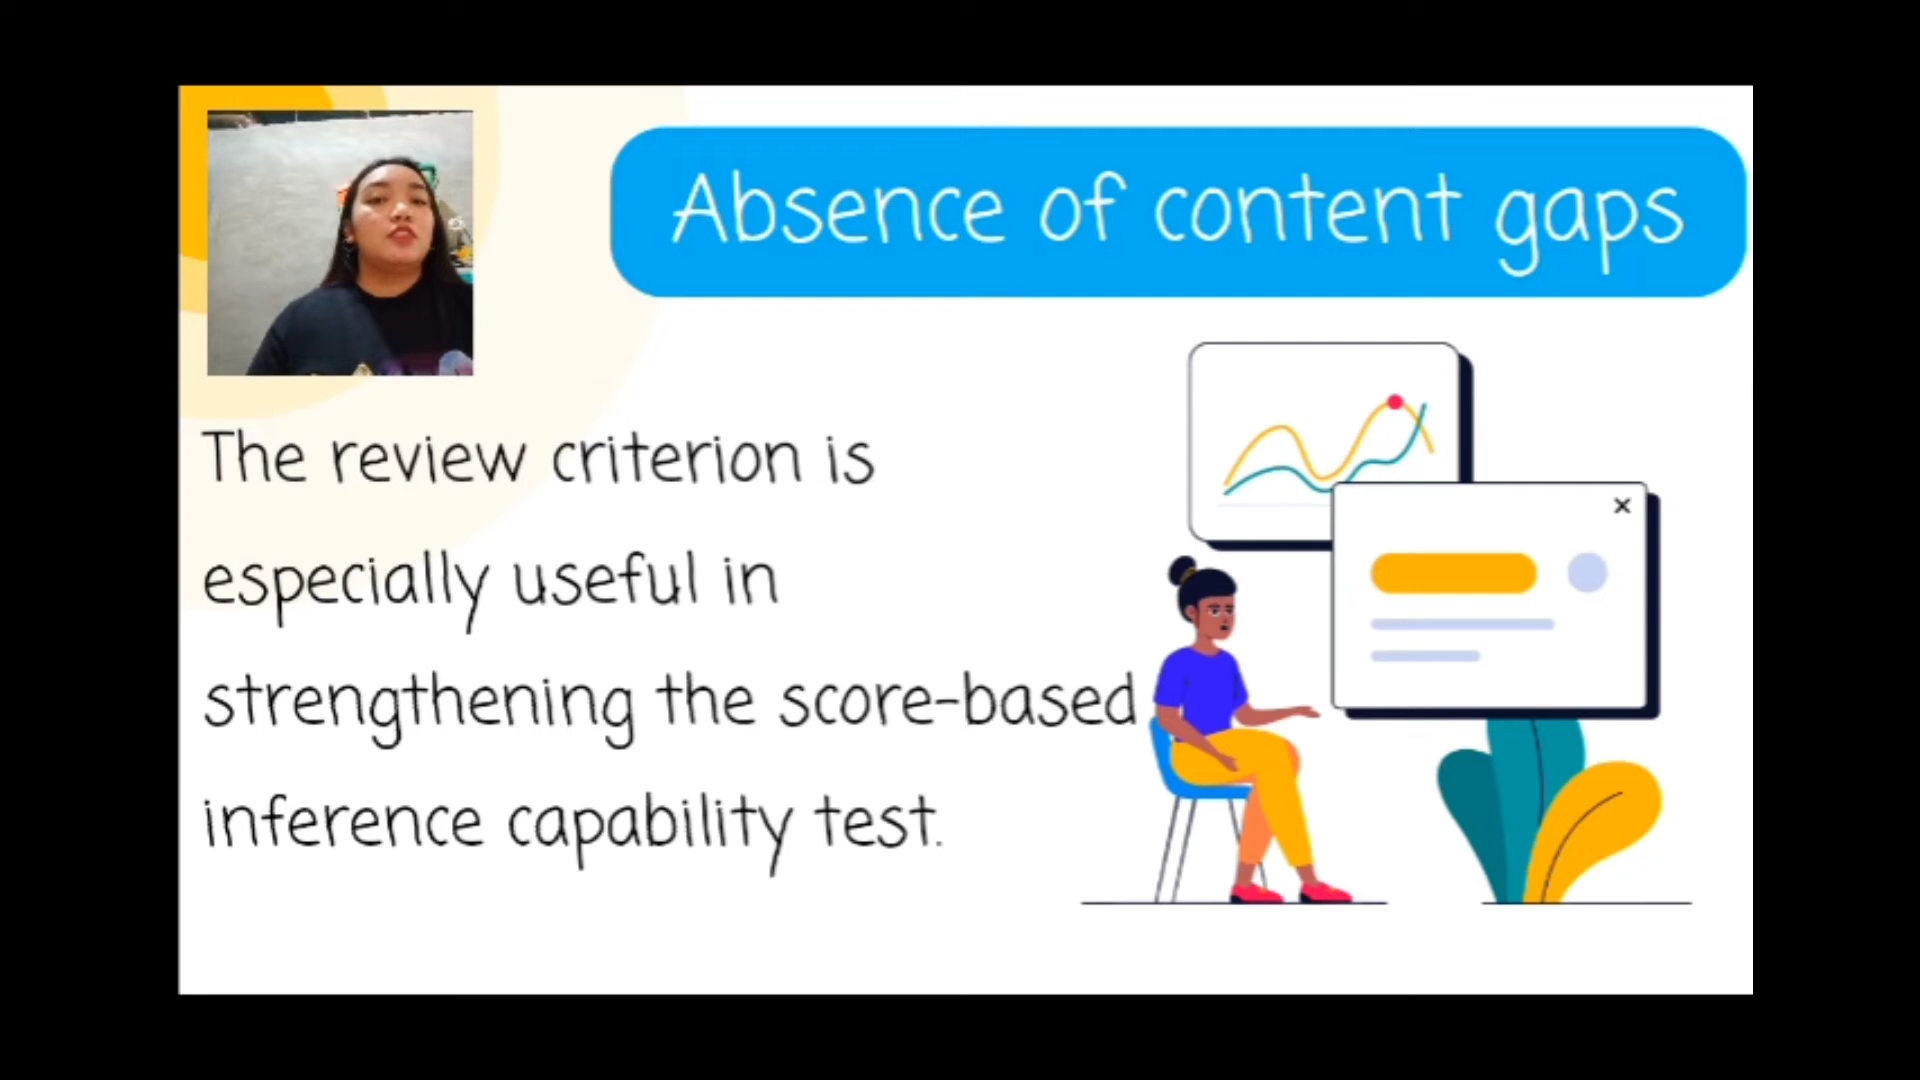 Absence of content gaps
The review criterion is
especially useful in
strengthening the score-based
inference capability test.